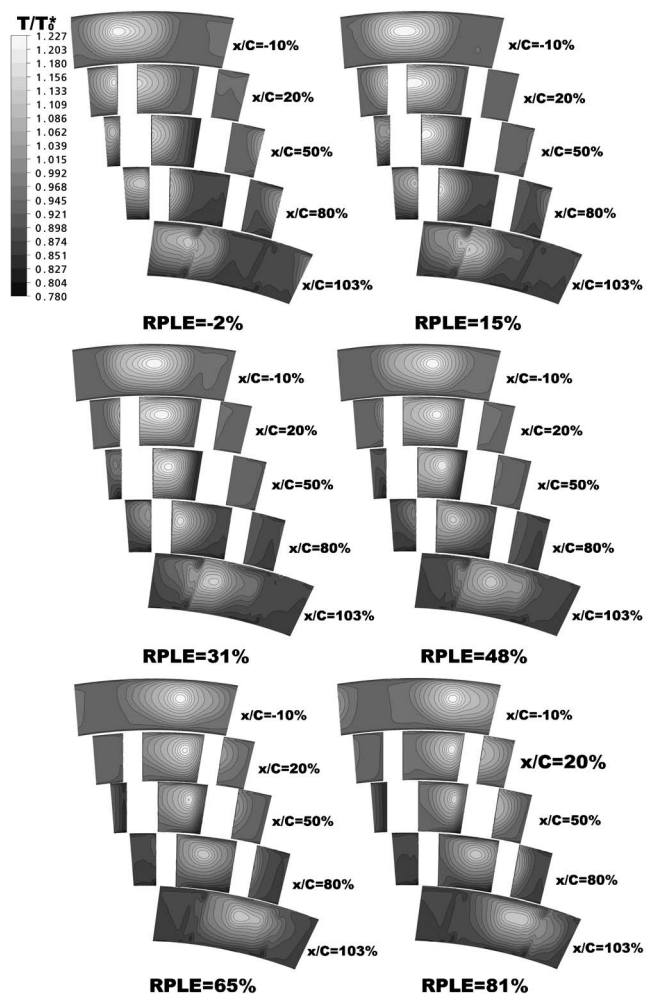 T/T*0
1.227
1.203
1.180
1.156
1.133
1.109
1.086
1.062
1.039
1.015
0.992
0.968
0.945
0.921
0.898
0.874
0.851
0.827
0.804
0.780
x/C=-10%
x/C=20%
x/C=50%
x/C=80%
x/C=103%
RPLE=-2%
x/C=-10%
x/C=20%
x/C=50%
x/C=80%
x/C=103%
RPLE=15%
x/C=-10%
x/C=20%
x/C=50%
x/C=80%
x/C=103%
RPLE=31%
x/C=-10%
x/C=20%
x/C=50%
x/C=80%
x/C=103%
RPLE=48%
x/C=-10%
x/C=20%
x/C=50%
x/C=80%
x/C=103%
RPLE=65%
x/C=-10%
x/C=20%
x/C=50%
x/C=80%
x/C=103%
RPLE=81%